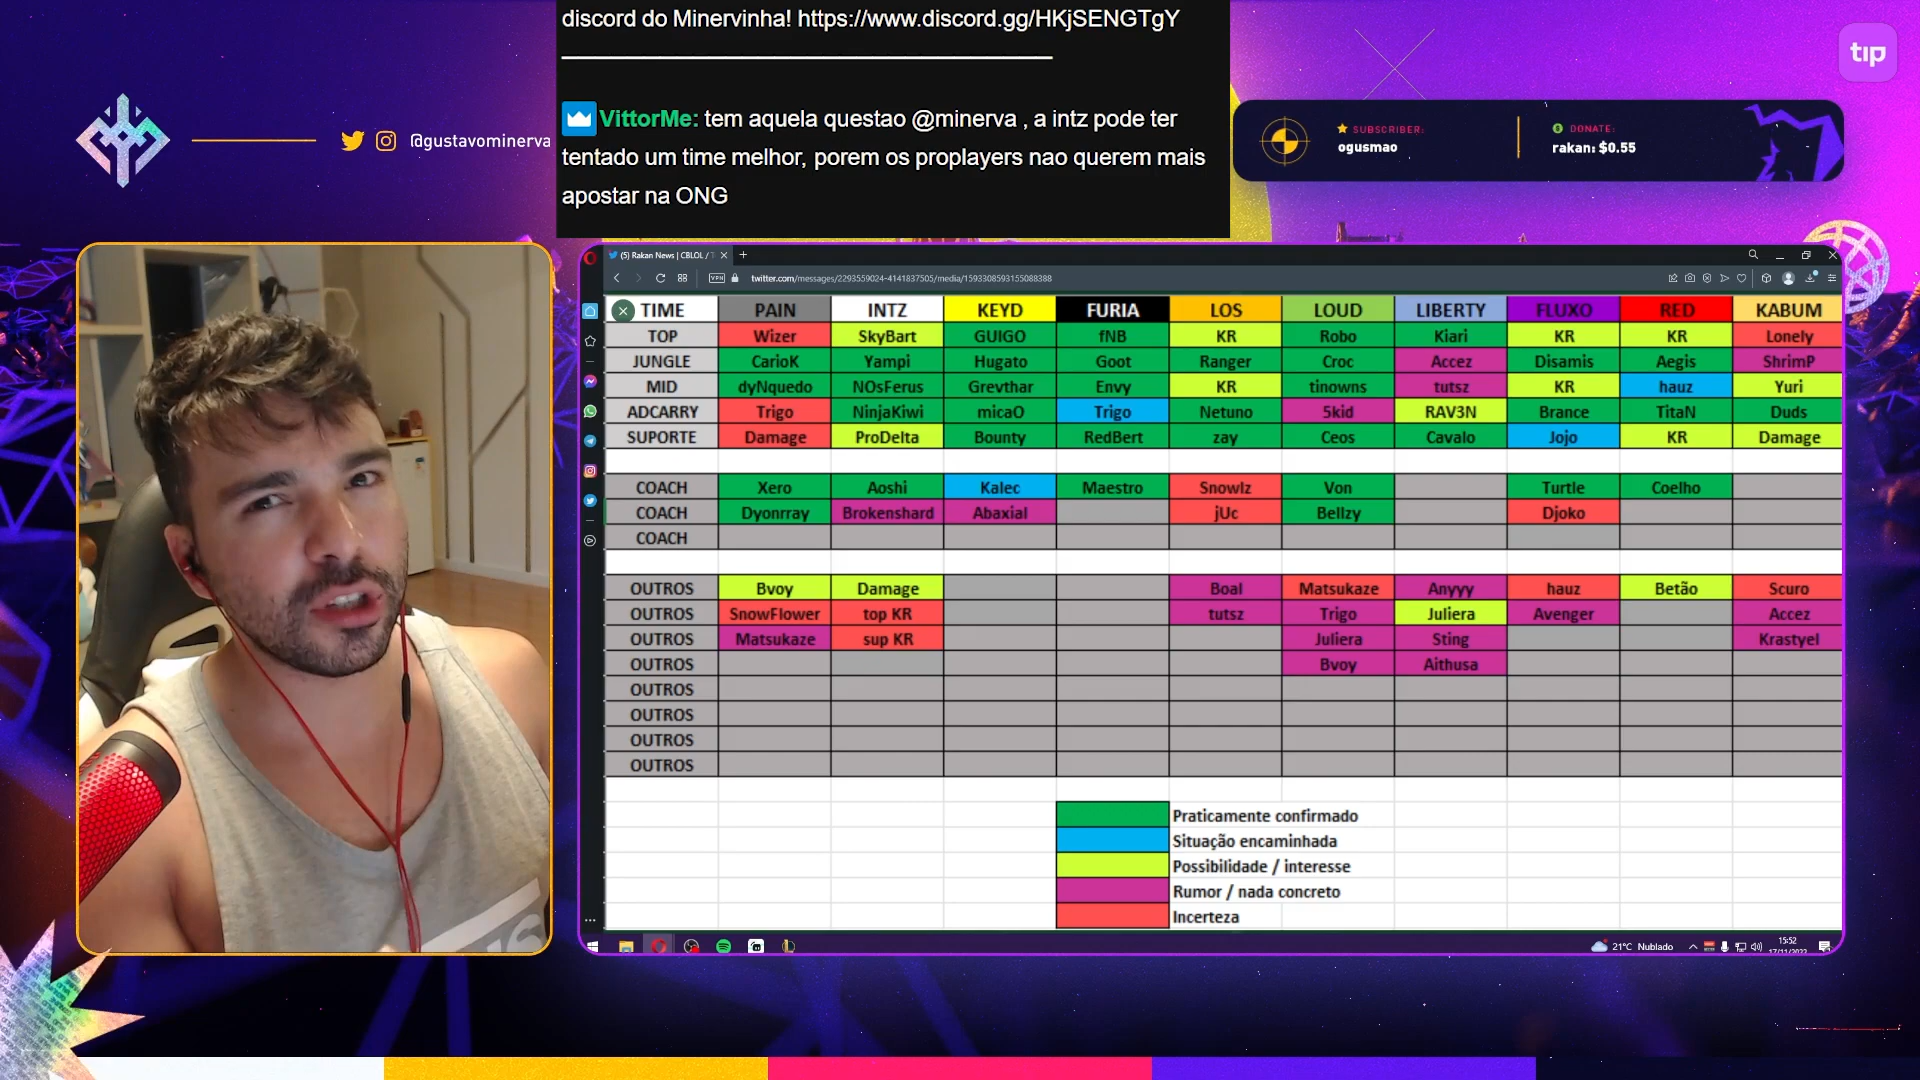 discord do Minervinha! https://www.discord.gg/HKjSENGTgY
VittorMe: tem aquela questao @minerva , a intz pode ter
tentado um time melhor, porem os proplayers nao querem mais
apostar na ONG
tip
@gustavominerva
SUBSCRIBER:
ogusmao
DONATE:
rakan: $0.55
(5) Rakan News | CBLOL / T
VPN twitter.com/messages/2293559024-4141837505/media/1593308593155088388
TIME PAIN INTZ KEYD FURIA LOS LOUD LIBERTY FLUXO RED KABUM
TOP Wizer SkyBart GUIGO fNB KR Robo Kiari KR KR Lonely
JUNGLE CarioK Yampi Hugato Goot Ranger Croc Accez Disamis Aegis ShrimP
MID dyNquedo NOsFerus Grevthar Envy KR tinowns tutsz KR hauz Yuri
ADCARRY Trigo NinjaKiwi micaO Trigo Netuno 5kid RAV3N Brance TitaN Duds
SUPORTE Damage ProDelta Bounty RedBert zay Ceos Cavalo Jojo KR Damage
COACH Xero Aoshi Kalec Maestro Snowlz Von Turtle Coelho
COACH Dyonrray Brokenshard Abaxial jUc Bellzy Djoko
COACH
OUTROS Bvoy Damage Boal Matsukaze Anyyy hauz Betão Scuro
OUTROS SnowFlower top KR tutsz Trigo Juliera Avenger Accez
OUTROS Matsukaze sup KR Juliera Sting Krastyel
OUTROS Bvoy Aithusa
OUTROS
OUTROS
OUTROS
OUTROS
Praticamente confirmado
Situação encaminhada
Possibilidade / interesse
Rumor / nada concreto
Incerteza
21°C Nublado
15:52
17/11/2022